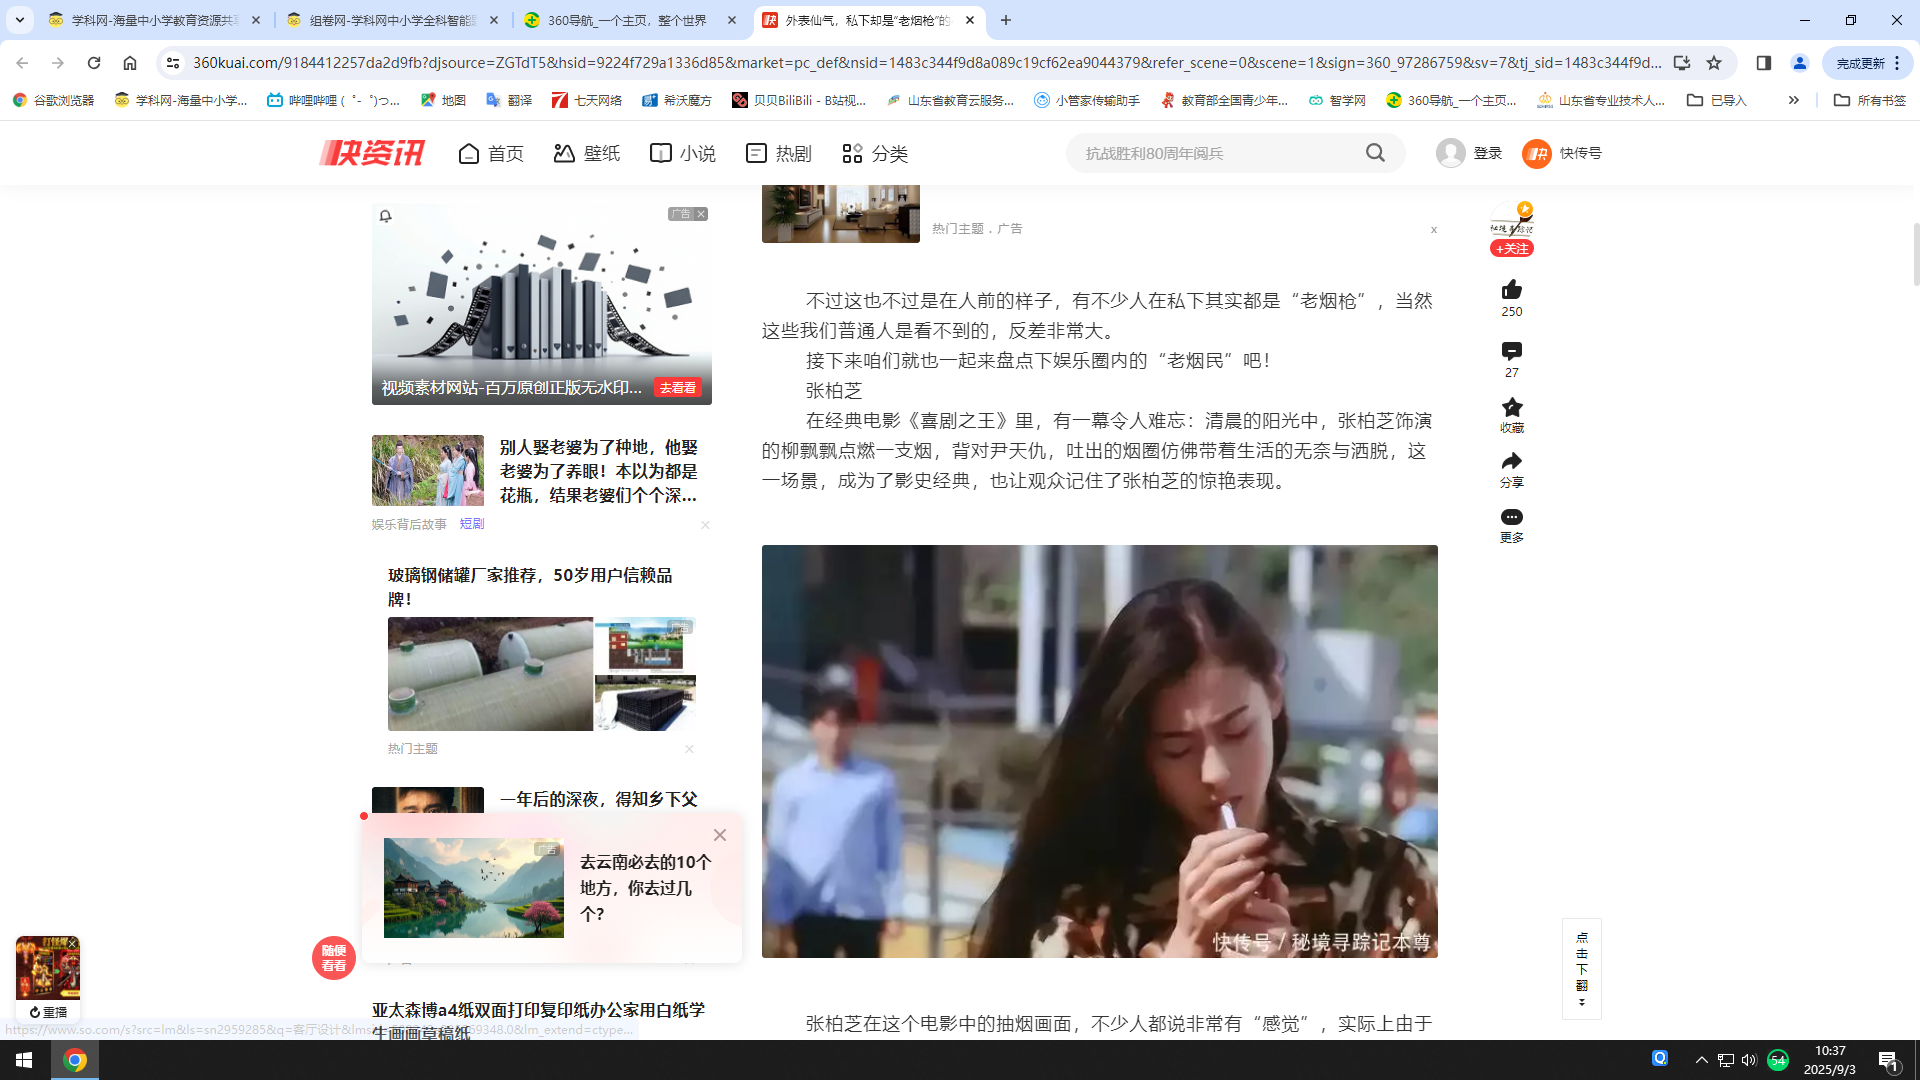 学科网-海量中小学教育资源共享
组卷网-学科网中小学全科智能题
360导航_一个主页，整个世界
外表仙气，私下却是“老烟枪”的
360kuai.com/9184412257da2d9fb?djsource=ZGTdT5&hsid=9224f729a1336d85&market=pc_def&nsid=1483c344f9d8a089c19cf62ea9044379&refer_scene=0&scene=1&sign=360_97286759&sv=7&tj_sid=1483c344f9d...
完成更新
谷歌浏览器
学科网-海量中小学...
哔哩哔哩 (゜-゜)つ...
地图
翻译
七天网络
希沃魔方
贝贝BiliBili - B站视...
山东省教育云服务...
小管家传输助手
教育部全国青少年...
智学网
360导航_一个主页...
山东省专业技术人...
已导入
所有书签
快资讯
首页
壁纸
小说
热剧
分类
抗战胜利80周年阅兵
登录
快传号
广告
视频素材网站-百万原创正版无水印...
去看看
别人娶老婆为了种地，他娶
老婆为了养眼！本以为都是
花瓶，结果老婆们个个深...
娱乐背后故事 短剧
玻璃钢储罐厂家推荐，50岁用户信赖品
牌！
广告
热门主题
一年后的深夜，得知乡下父
广告
去云南必去的10个
地方，你去过几
个？
随便
看看
重播
亚太森博a4纸双面打印复印纸办公家用白纸学
生画画草稿纸
热门主题 . 广告
x
不过这也不过是在人前的样子，有不少人在私下其实都是“老烟枪”，当然
这些我们普通人是看不到的，反差非常大。
接下来咱们就也一起来盘点下娱乐圈内的“老烟民”吧！
张柏芝
在经典电影《喜剧之王》里，有一幕令人难忘：清晨的阳光中，张柏芝饰演
的柳飘飘点燃一支烟，背对尹天仇，吐出的烟圈仿佛带着生活的无奈与洒脱，这
一场景，成为了影史经典，也让观众记住了张柏芝的惊艳表现。
快传号 / 秘境寻踪记本尊
张柏芝在这个电影中的抽烟画面，不少人都说非常有“感觉”，实际上由于
+关注
250
27
收藏
分享
更多
点
击
下
翻
54
10:37
2025/9/3
1